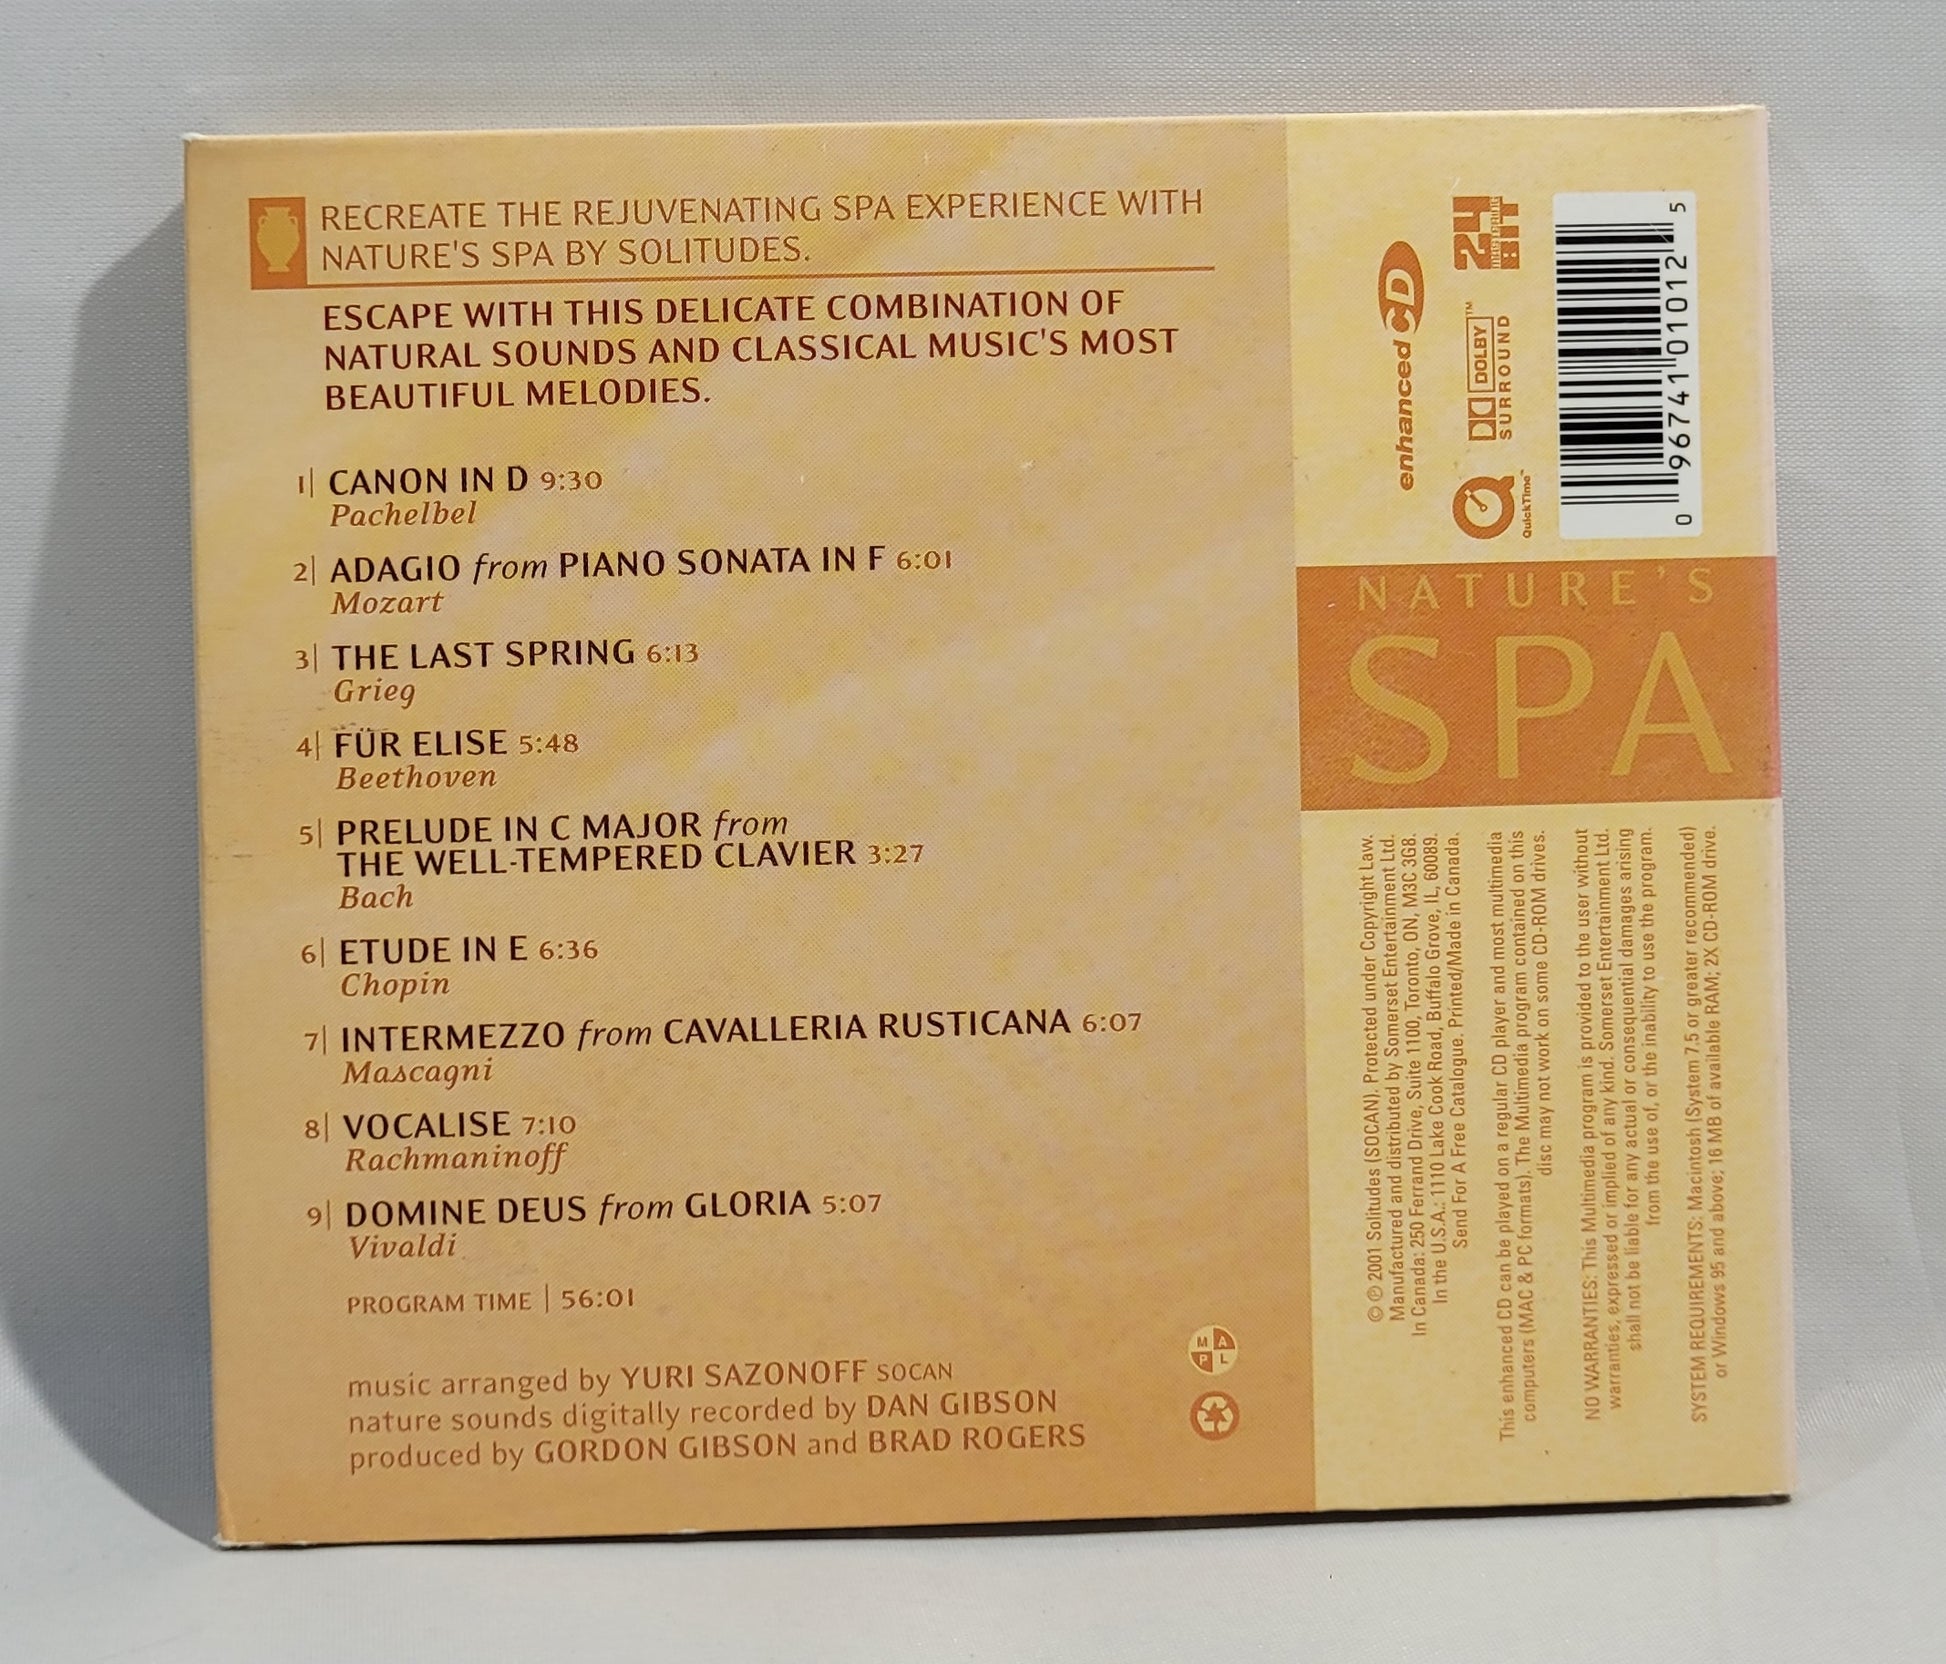 RECREATE THE REJUVENATING SPA EXPERIENCE WITH
NATURE'S SPA BY SOLITUDES.
ESCAPE WITH THIS DELICATE COMBINATION OF
NATURAL SOUNDS AND CLASSICAL MUSIC'S MOST
BEAUTIFUL MELODIES.
1| CANON IN D 9:30
Pachelbel
2| ADAGIO from PIANO SONATA IN F 6:01
Mozart
3| THE LAST SPRING 6:13
Grieg
4| FÜR ELISE 5:48
Beethoven
5| PRELUDE IN C MAJOR from
THE WELL-TEMPERED CLAVIER 3:27
Bach
6| ETUDE IN E 6:36
Chopin
7| INTERMEZZO from CAVALLERIA RUSTICANA 6:07
Mascagni
8| VOCALISE 7:10
Rachmaninoff
9| DOMINE DEUS from GLORIA 5:07
Vivaldi
PROGRAM TIME | 56:01
music arranged by YURI SAZONOFF SOCAN
nature sounds digitally recorded by DAN GIBSON
produced by GORDON GIBSON and BRAD ROGERS
M A
P L
enhanced CD
24
BIT
DOLBY™
SURROUND
QuickTime™
0 96741 01012 5
NATURE'S
SPA
© ℗ 2001 Solitudes (SOCAN). Protected under Copyright Law.
Manufactured and distributed by Somerset Entertainment Ltd.
In Canada: 250 Ferrand Drive, Suite 1100, Toronto, ON, M3C 3G8.
In the U.S.A.: 1110 Lake Cook Road, Buffalo Grove, IL, 60089.
Send For A Free Catalogue. Printed/Made in Canada.
This enhanced CD can be played on a regular CD player and most multimedia
computers (MAC & PC formats). The Multimedia program contained on this
disc may not work on some CD-ROM drives.
NO WARRANTIES: This Multimedia program is provided to the user without
warranties, expressed or implied of any kind. Somerset Entertainment Ltd.
shall not be liable for any actual or consequential damages arising
from the use of, or the inability to use the program.
SYSTEM REQUIREMENTS: Macintosh (System 7.5 or greater recommended)
or Windows 95 and above; 16 MB of available RAM; 2X CD-ROM drive.